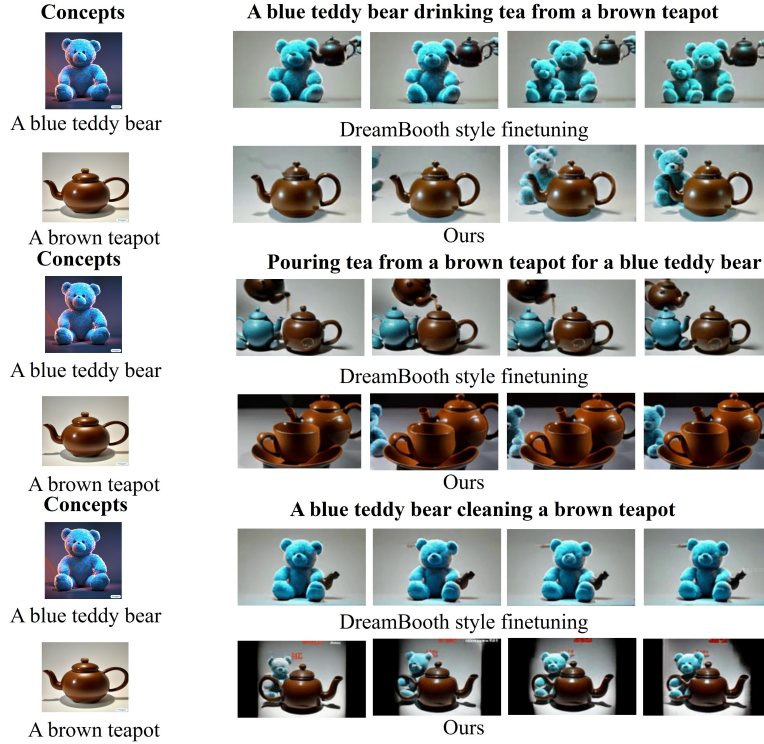 Concepts
A blue teddy bear drinking tea from a brown teapot
A blue teddy bear
DreamBooth style finetuning
A brown teapot
Ours
Concepts
Pouring tea from a brown teapot for a blue teddy bear
A blue teddy bear
DreamBooth style finetuning
A brown teapot
Ours
Concepts
A blue teddy bear cleaning a brown teapot
A blue teddy bear
DreamBooth style finetuning
A brown teapot
Ours